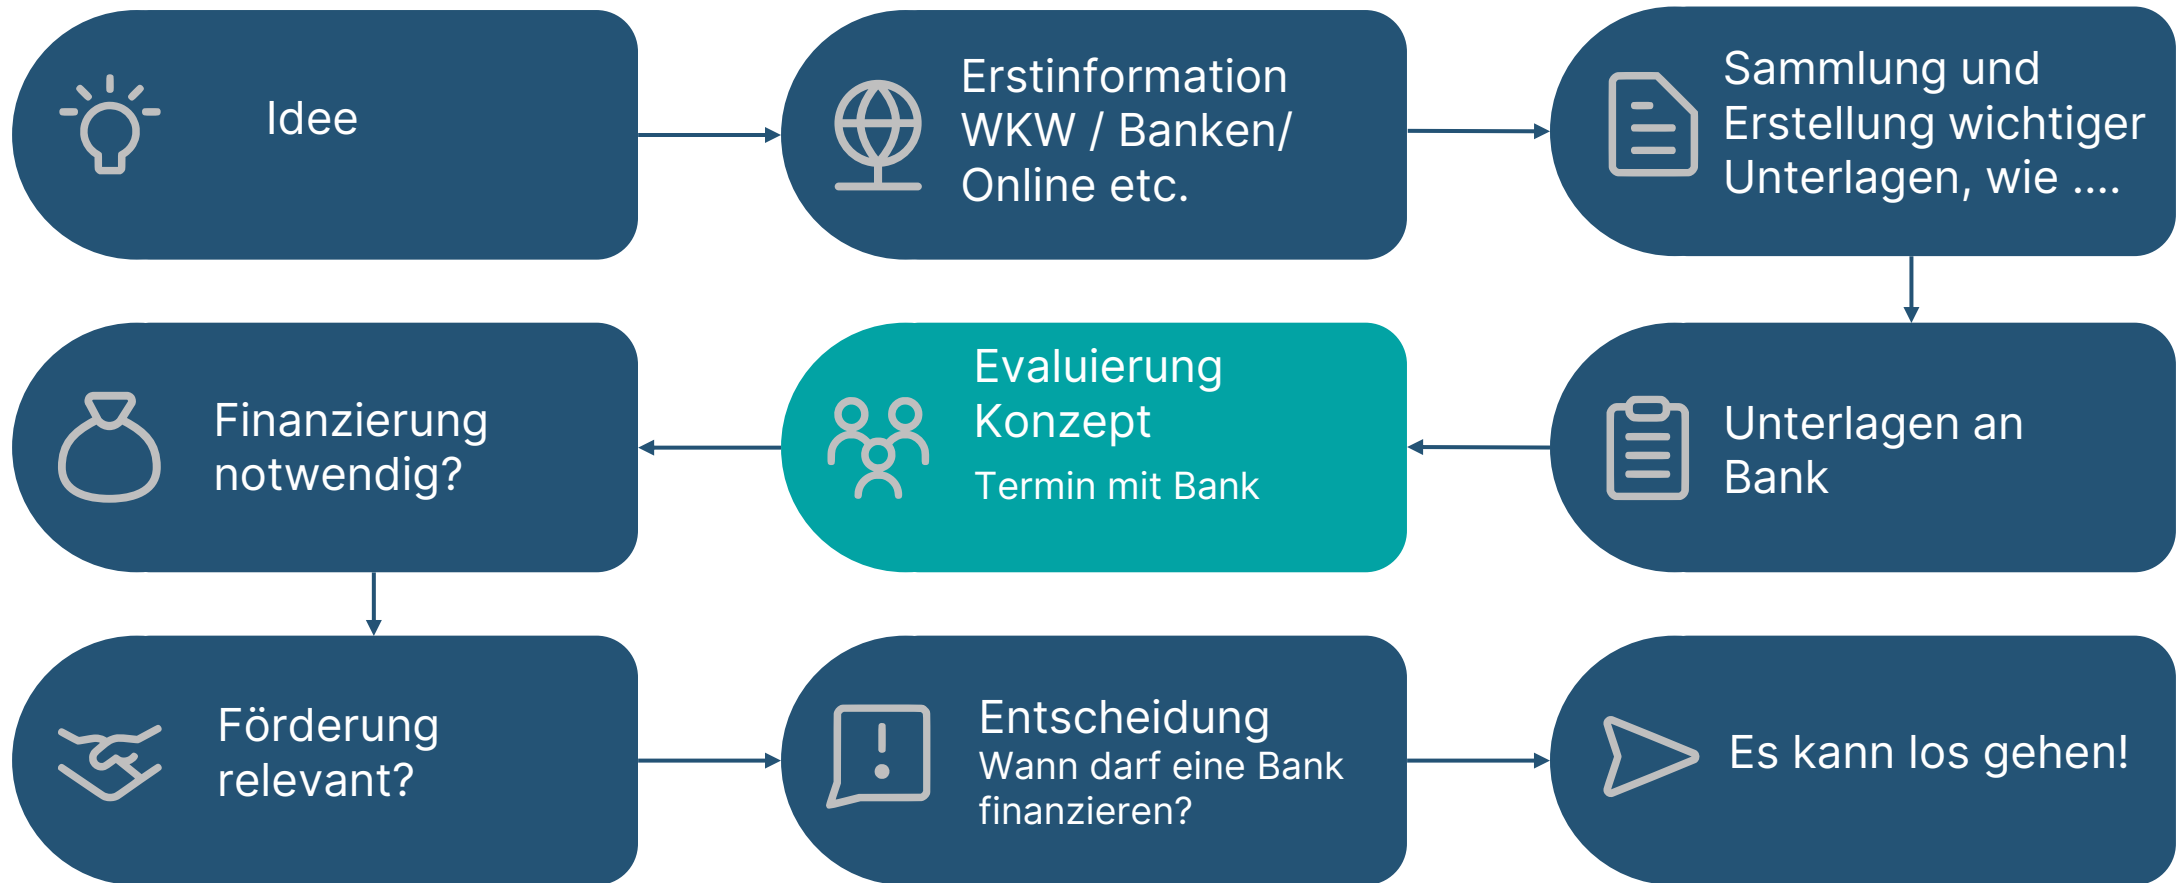 Idee
Erstinformation
WKW / Banken/
Online etc.
Sammlung und
Erstellung wichtiger
Unterlagen, wie ....
Unterlagen an
Bank
Evaluierung
Konzept
Termin mit Bank
Finanzierung
notwendig?
Förderung
relevant?
Entscheidung
Wann darf eine Bank
finanzieren?
Es kann los gehen!